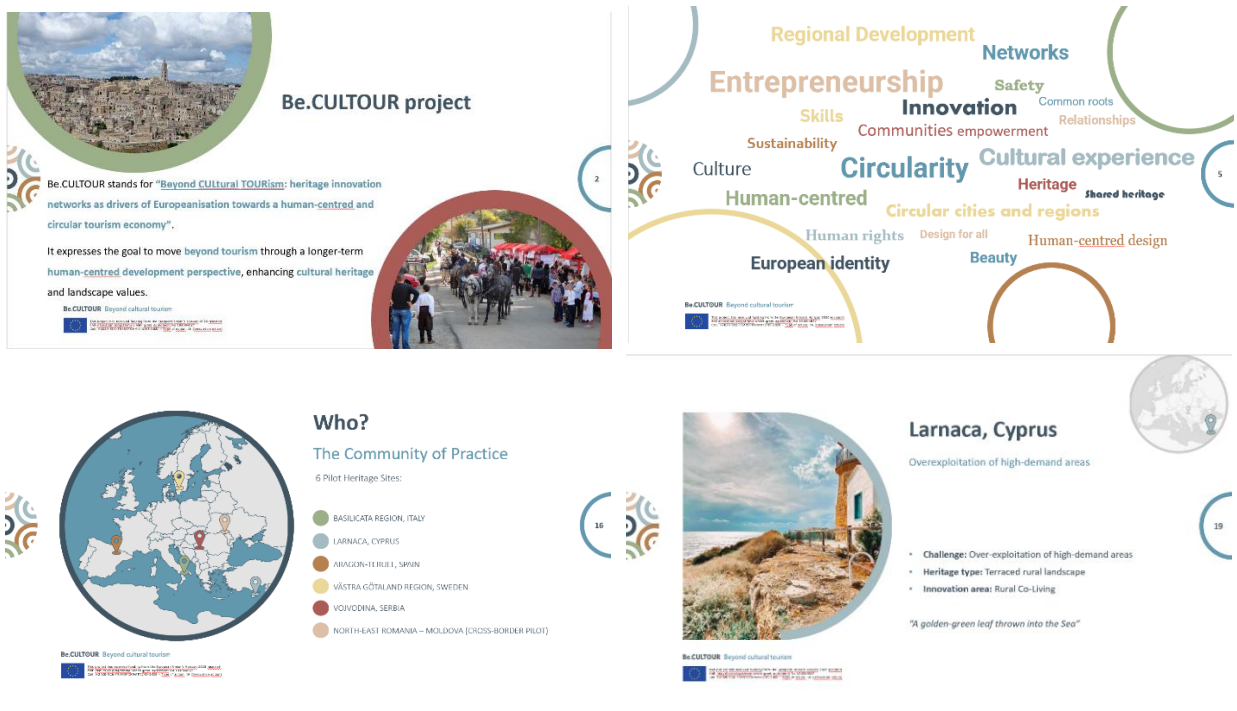 Be.CULTOUR project
2
Be.CULTOUR stands for “Beyond CULtural TOURism: heritage innovation
networks as drivers of Europeanisation towards a human-centred and
circular tourism economy”.
It expresses the goal to move beyond tourism through a longer-term
human-centred development perspective, enhancing cultural heritage
and landscape values.
Be.CULTOUR Beyond cultural tourism
Regional Development
Networks
Entrepreneurship
Safety
Innovation
Common roots
Skills
Relationships
Communities empowerment
Sustainability
Cultural experience
Culture
Circularity
Heritage
5
Human-centred
Shared heritage
Circular cities and regions
Human rights
Design for all
Human-centred design
European identity
Beauty
Be.CULTOUR Beyond cultural tourism
Who?
The Community of Practice
6 Pilot Heritage Sites:
16
BASILICATA REGION, ITALY
LARNACA, CYPRUS
ARAGON-TERUEL, SPAIN
VÄSTRA GÖTALAND REGION, SWEDEN
VOJVODINA, SERBIA
NORTH-EAST ROMANIA – MOLDOVA (CROSS-BORDER PILOT)
Be.CULTOUR Beyond cultural tourism
Larnaca, Cyprus
Overexploitation of high-demand areas
19
• Challenge: Over-exploitation of high-demand areas
• Heritage type: Terraced rural landscape
• Innovation area: Rural Co-Living
“A golden-green leaf thrown into the Sea”
Be.CULTOUR Beyond cultural tourism